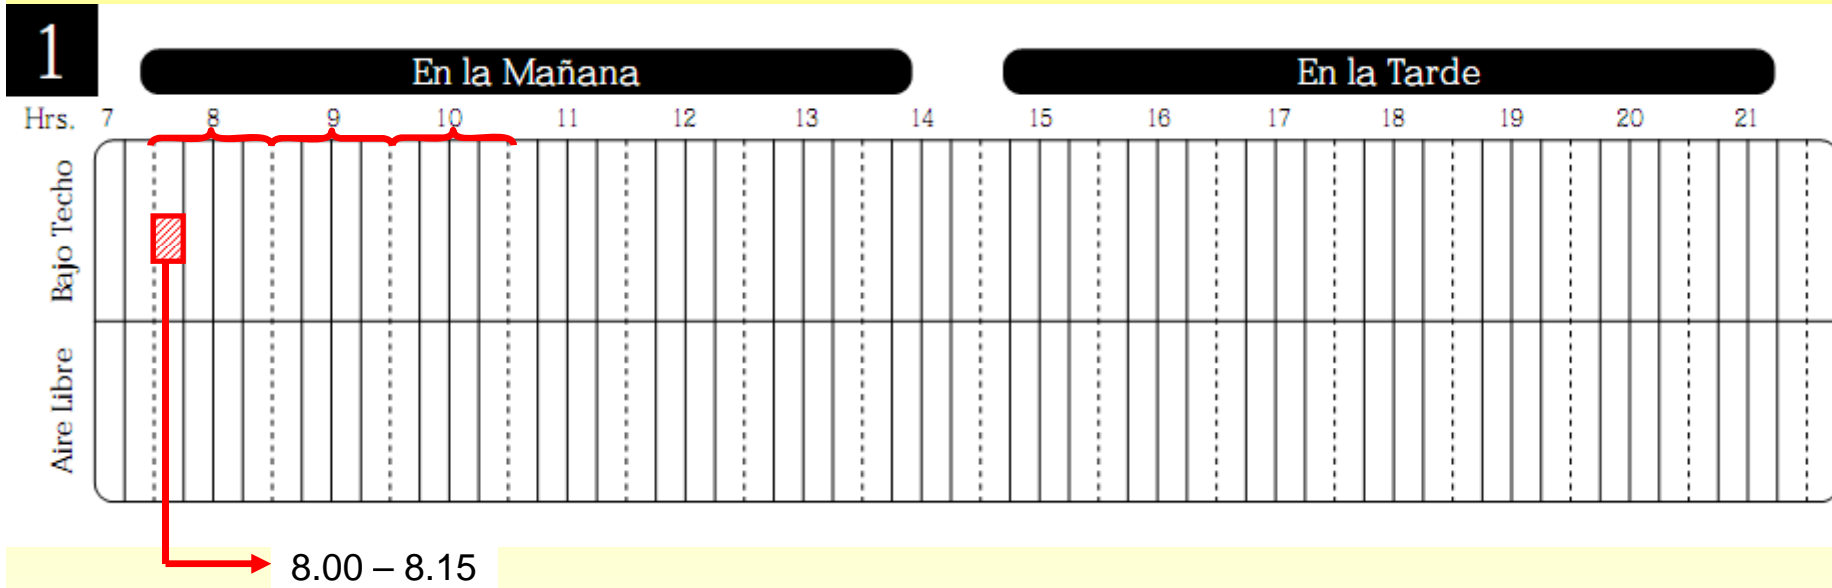 1
En la Mañana En la Tarde
Hrs. 7 8 9 10 11 12 13 14 15 16 17 18 19 20 21
Bajo Techo
Aire Libre
8.00 – 8.15